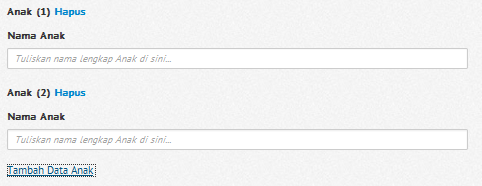 Anak (1) Hapus
Nama Anak
Tuliskan nama lengkap Anak di sini...
Anak (2) Hapus
Nama Anak
Tuliskan nama lengkap Anak di sini...
Tambah Data Anak